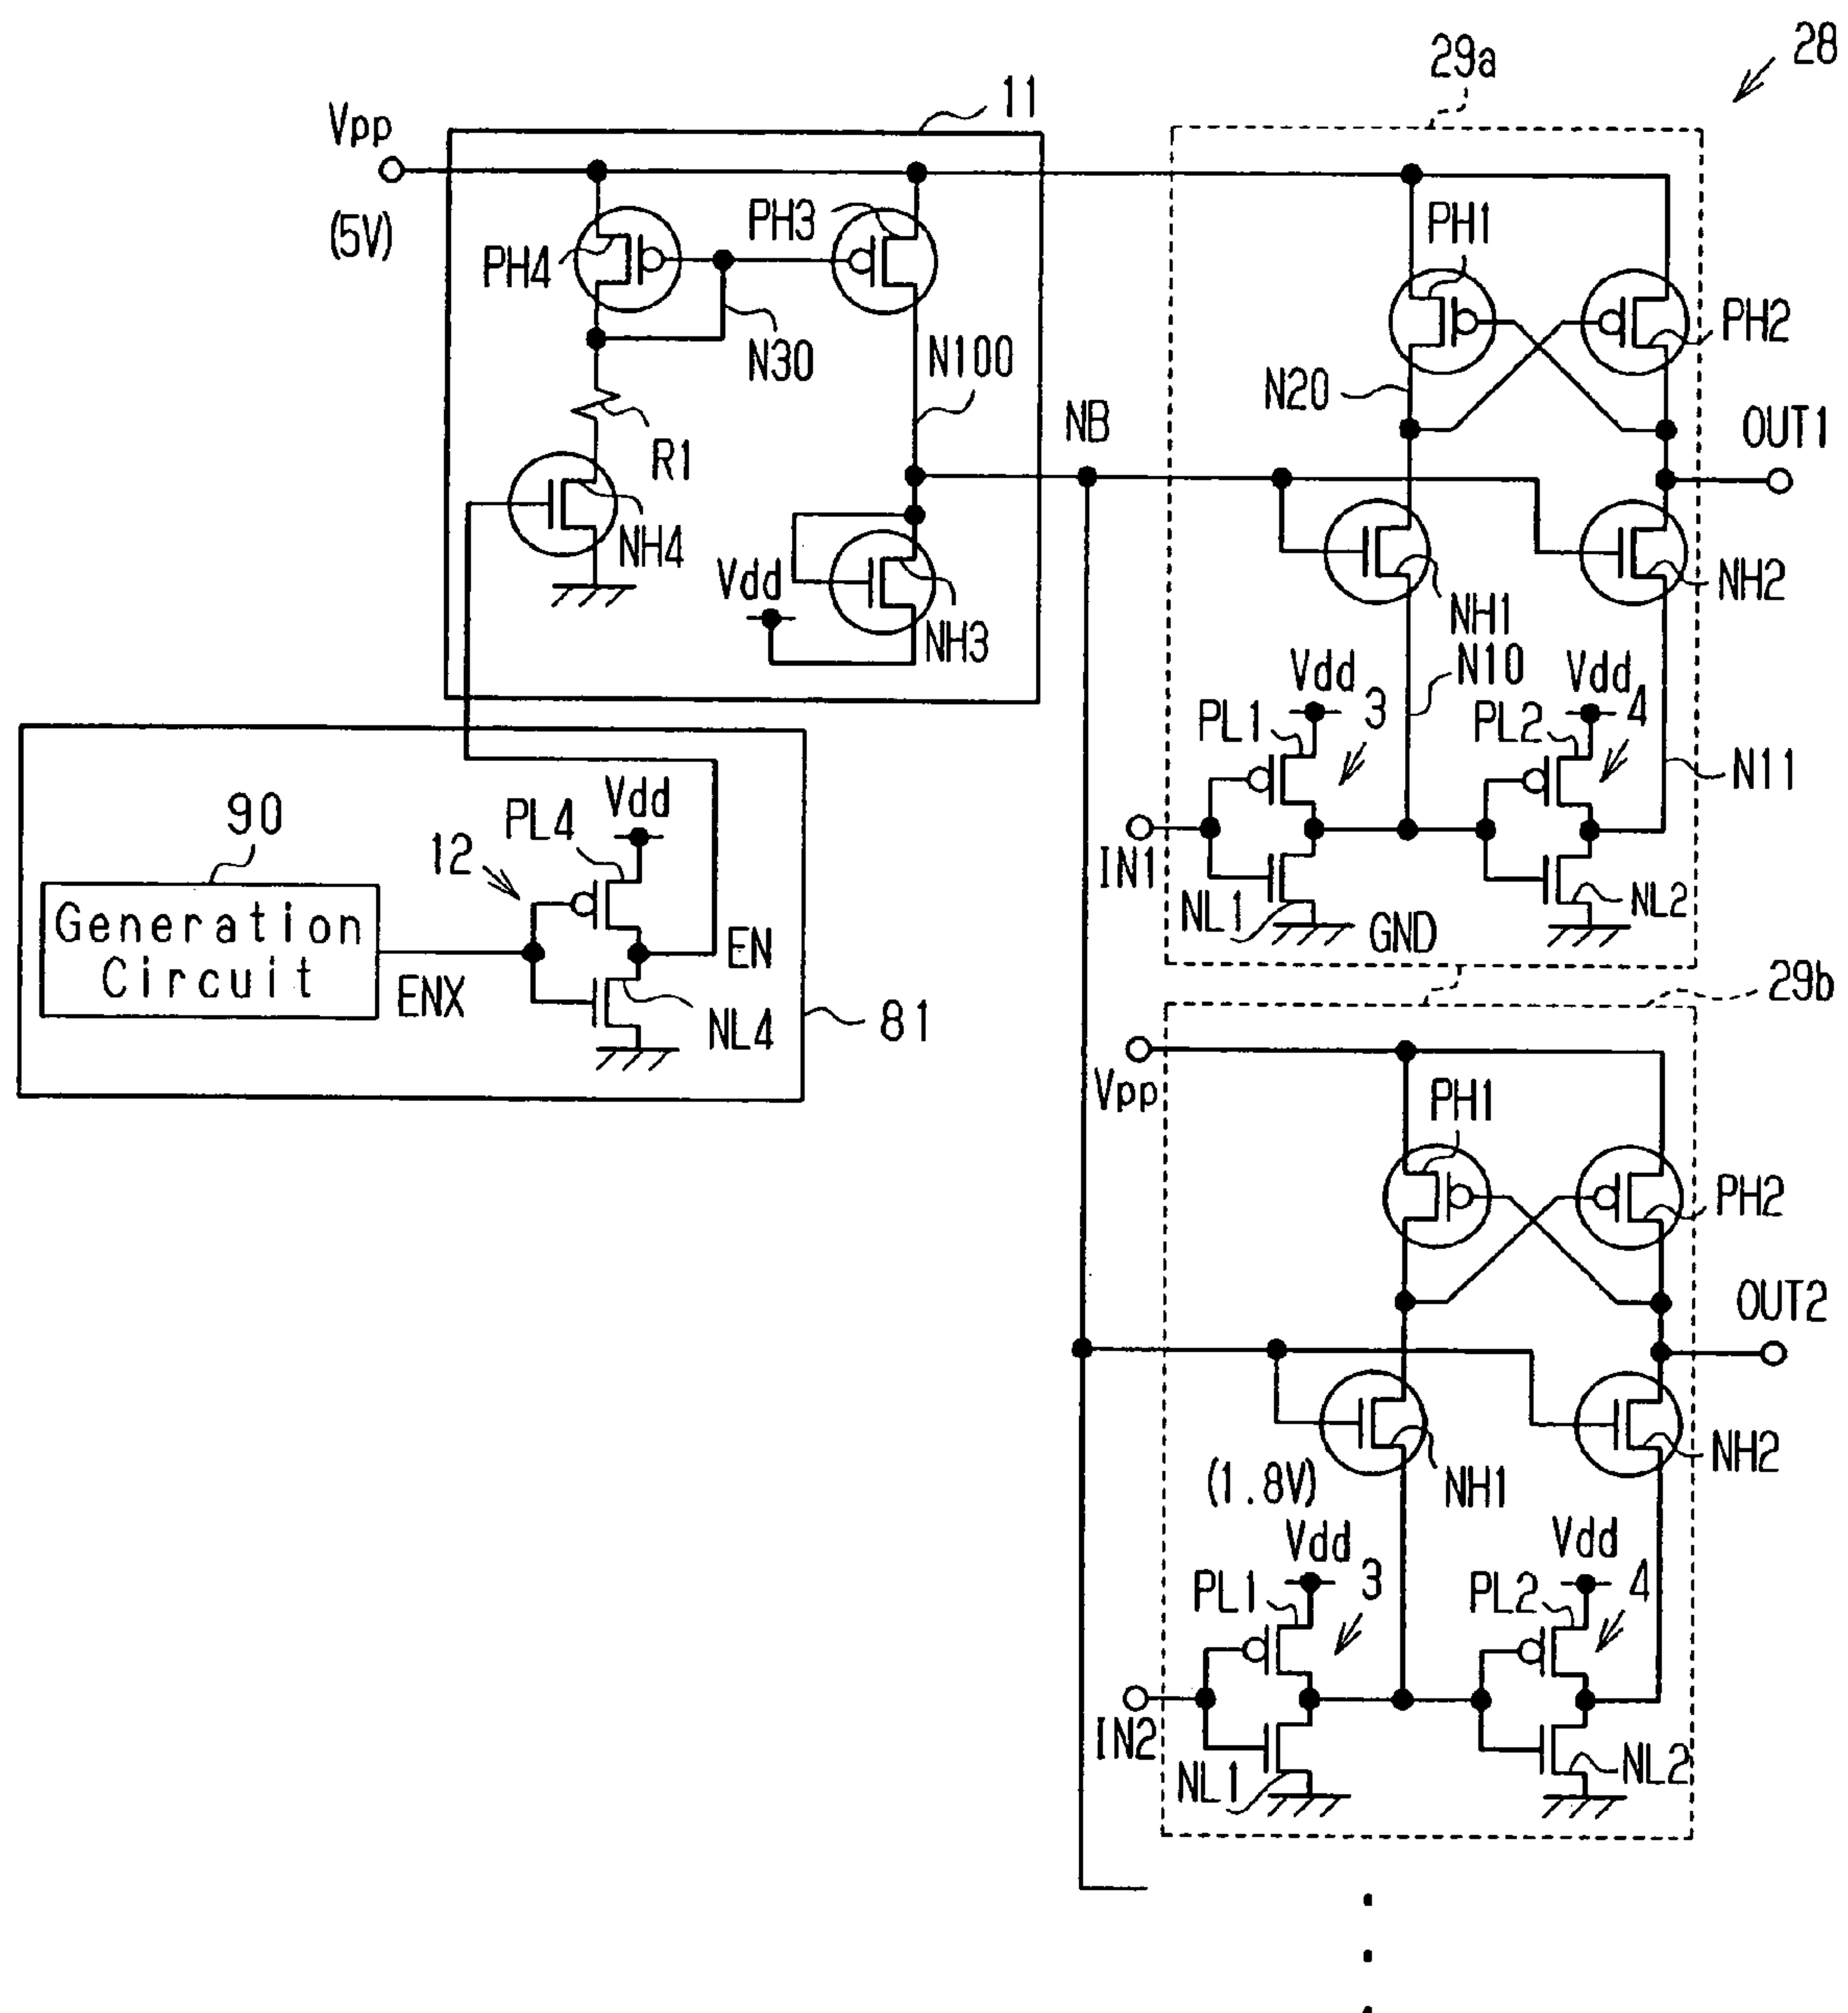 28
29a
11
Vpp
(5V)
PH4
PH3
N30
N100
R1
NH4
Vdd
NH3
NB
PH1
PH2
N20
OUT1
NH1
NH2
N10
Vdd
3
PL1
Vdd
4
PL2
N11
IN1
NL1
GND
NL2
90
12
PL4
Vdd
Generation
Circuit
ENX
EN
NL4
81
29b
Vpp
PH1
PH2
OUT2
NH1
NH2
(1.8V)
Vdd
3
PL1
Vdd
4
PL2
IN2
NL1
NL2